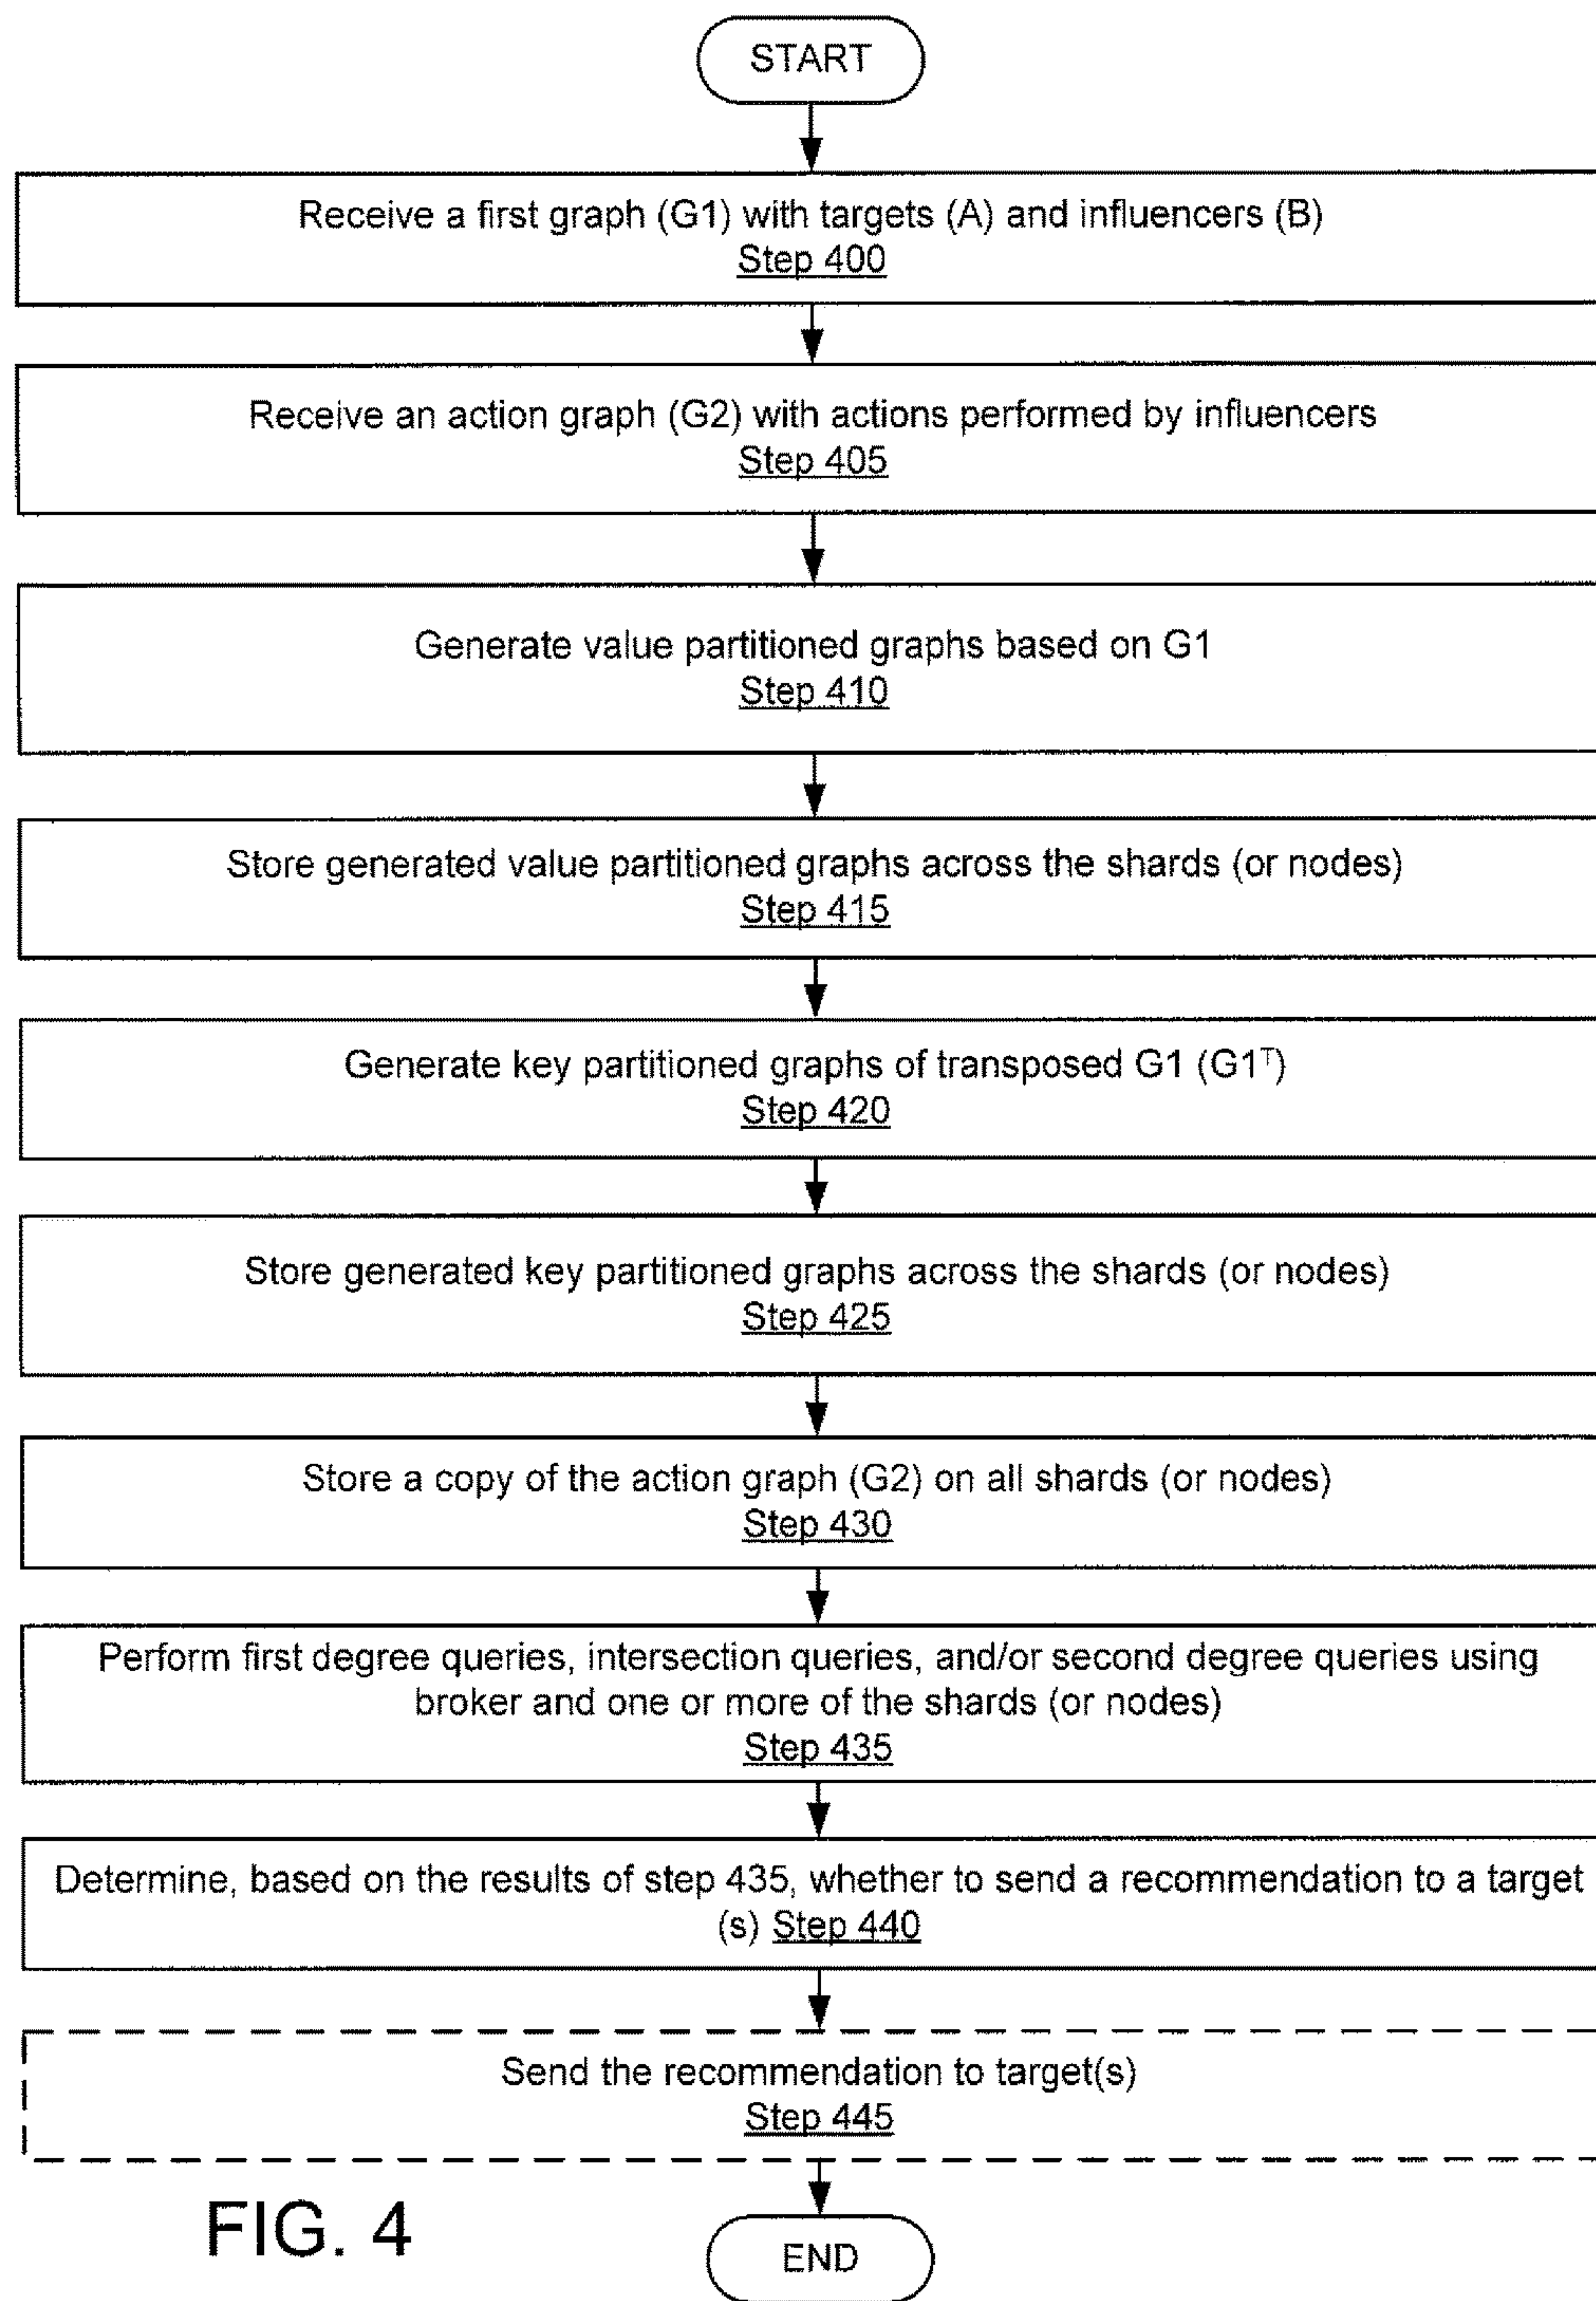 START
Receive a first graph (G1) with targets (A) and influencers (B)
Step 400
Receive an action graph (G2) with actions performed by influencers
Step 405
Generate value partitioned graphs based on G1
Step 410
Store generated value partitioned graphs across the shards (or nodes)
Step 415
Generate key partitioned graphs of transposed G1 (G1ᵀ)
Step 420
Store generated key partitioned graphs across the shards (or nodes)
Step 425
Store a copy of the action graph (G2) on all shards (or nodes)
Step 430
Perform first degree queries, intersection queries, and/or second degree queries using
broker and one or more of the shards (or nodes)
Step 435
Determine, based on the results of step 435, whether to send a recommendation to a target
(s) Step 440
Send the recommendation to target(s)
Step 445
FIG. 4
END